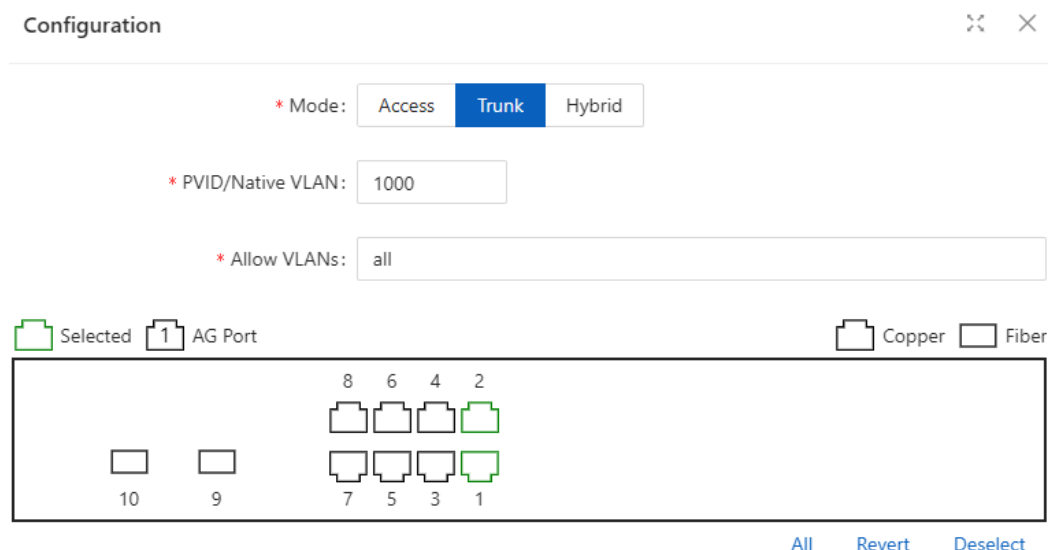 Configuration
* Mode: Access Trunk Hybrid
* PVID/Native VLAN: 1000
* Allow VLANs: all
Selected 1 AG Port Copper Fiber
8 6 4 2
10 9 7 5 3 1
All Revert Deselect